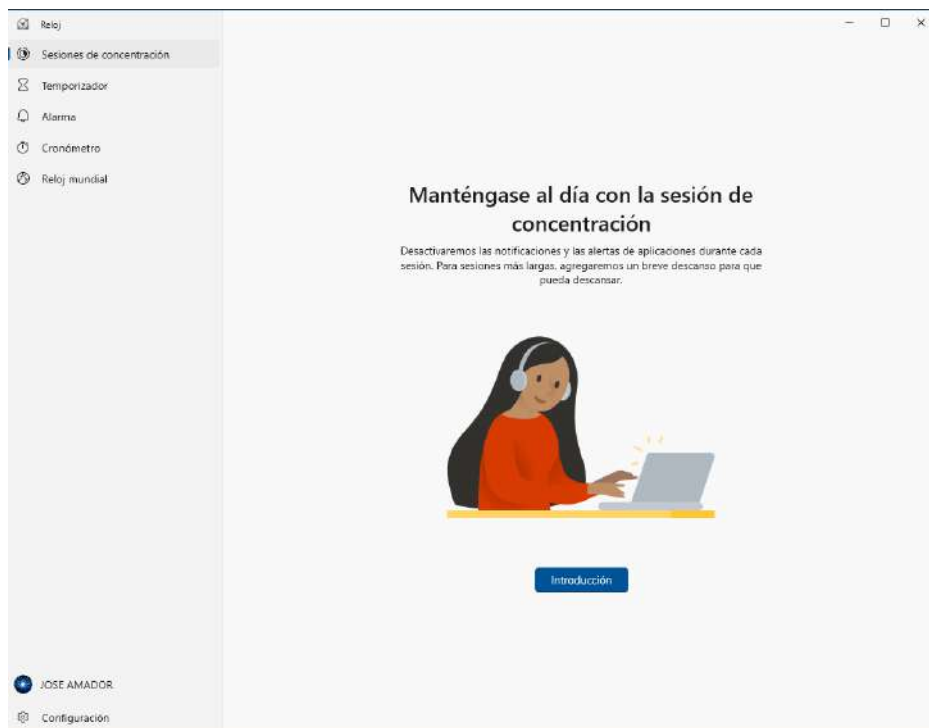 Reloj
Sesiones de concentración
Temporizador
Alarma
Cronómetro
Reloj mundial
Manténgase al día con la sesión de
concentración
Desactivaremos las notificaciones y las alertas de aplicaciones durante cada
sesión. Para sesiones más largas, agregaremos un breve descanso para que
pueda descansar.
Introducción
JOSE AMADOR
Configuración